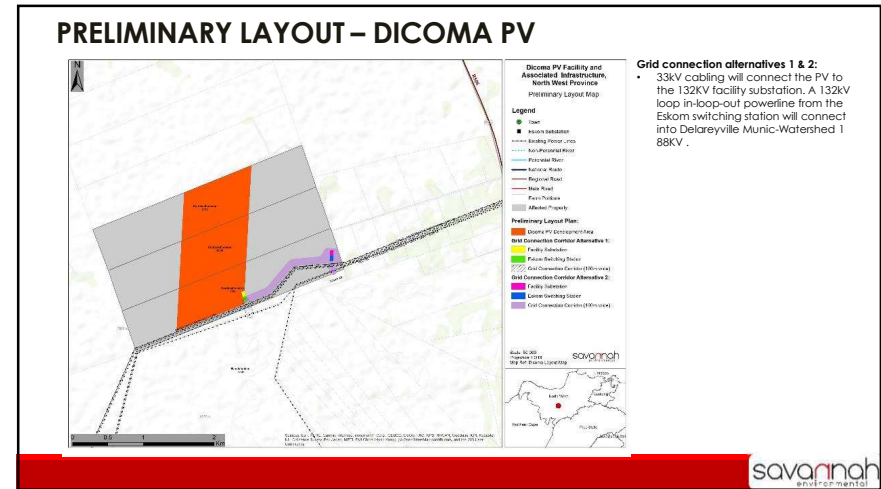 PRELIMINARY LAYOUT – DICOMA PV
N
Dicoma PV Facility and
Associated Infrastructure,
North West Province
Preliminary Layout Map
Legend
Town
Eskom Substation
Existing Power Lines
Non-Perennial River
Perennial River
National Route
Regional Road
Main Road
Farm Portions
Affected Property
Preliminary Layout Plan:
Dicoma PV Development Area
Grid Connection Corridor Alternative 1:
Facility Substation
Eskom Switching Station
Grid Connection Corridor (100m wide)
Grid Connection Corridor Alternative 2:
Facility Substation
Eskom Switching Station
Grid Connection Corridor (100m wide)
savannah
North West
Free State
0 0.5 1 2
Km
Grid connection alternatives 1 & 2:
• 33kV cabling will connect the PV to
the 132KV facility substation. A 132kV
loop in-loop-out powerline from the
Eskom switching station will connect
into Delareyville Munic-Watershed 1
88KV .
savannah
environmental